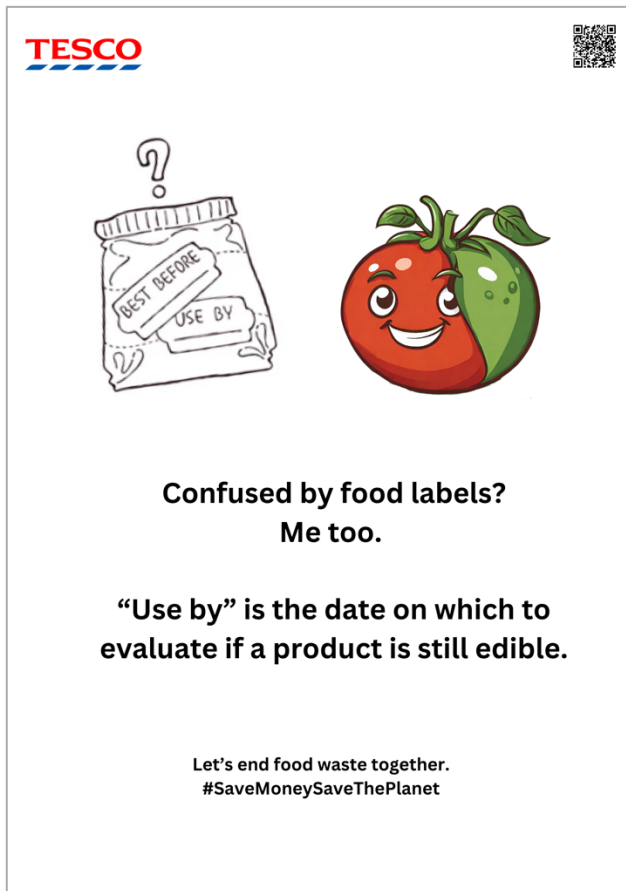 TESCO
?
BEST BEFORE
USE BY
Confused by food labels?
Me too.
“Use by” is the date on which to
evaluate if a product is still edible.
Let’s end food waste together.
#SaveMoneySaveThePlanet